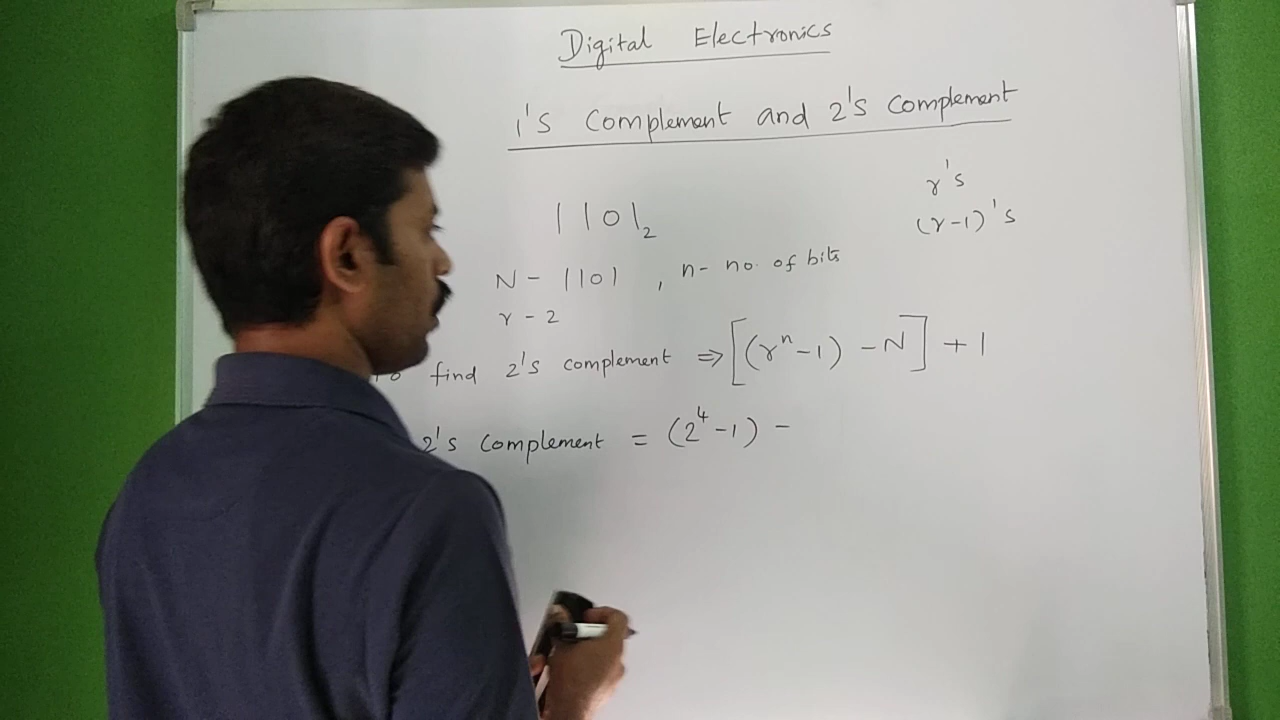 Digital Electronics
1's Complement and 2's Complement
r's
(r-1)'s
1101₂
N - 1101 , n - no. of bits
r - 2
To find 2's complement ⇒ [(rⁿ-1) - N] + 1
2's complement = (2⁴-1) -